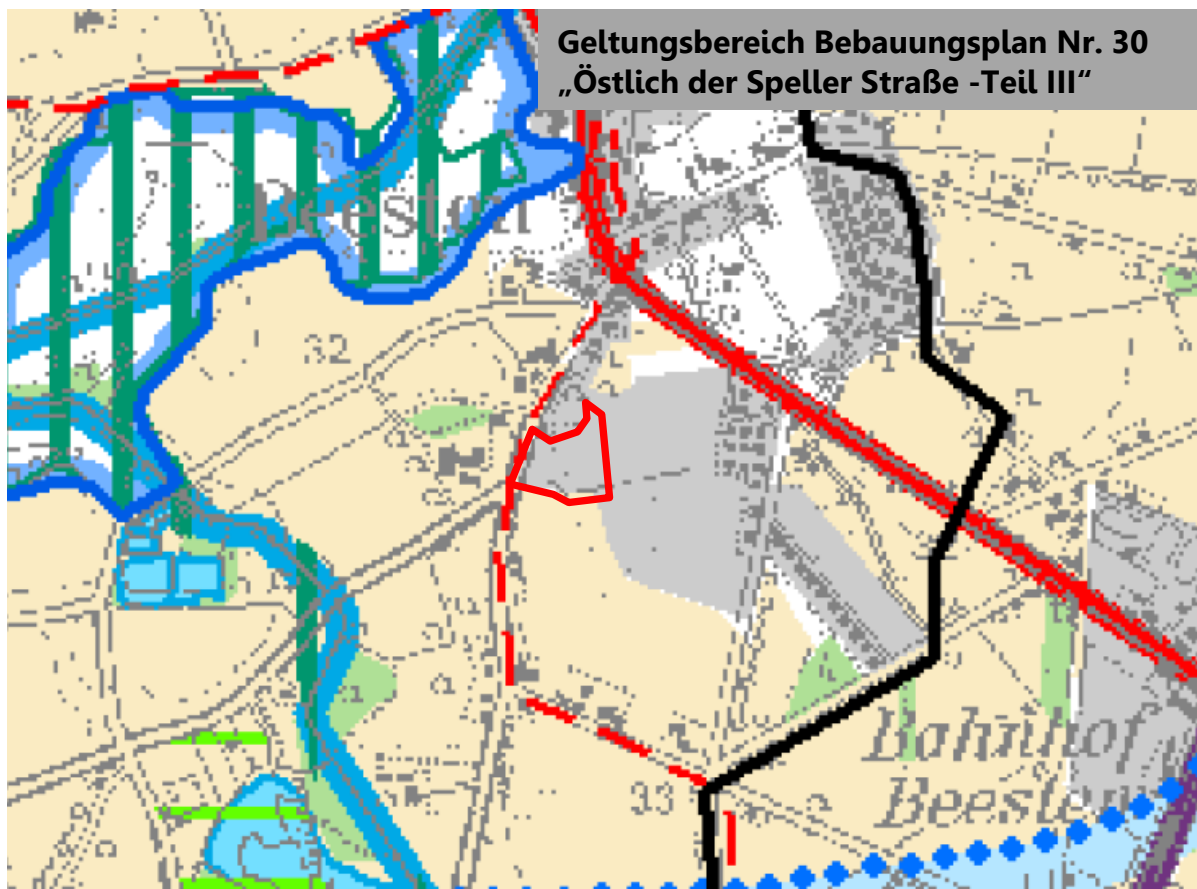 Geltungsbereich Bebauungsplan Nr. 30
„Östlich der Speller Straße -Teil III“
Beesten
32
33
Bahnhof
Beesten